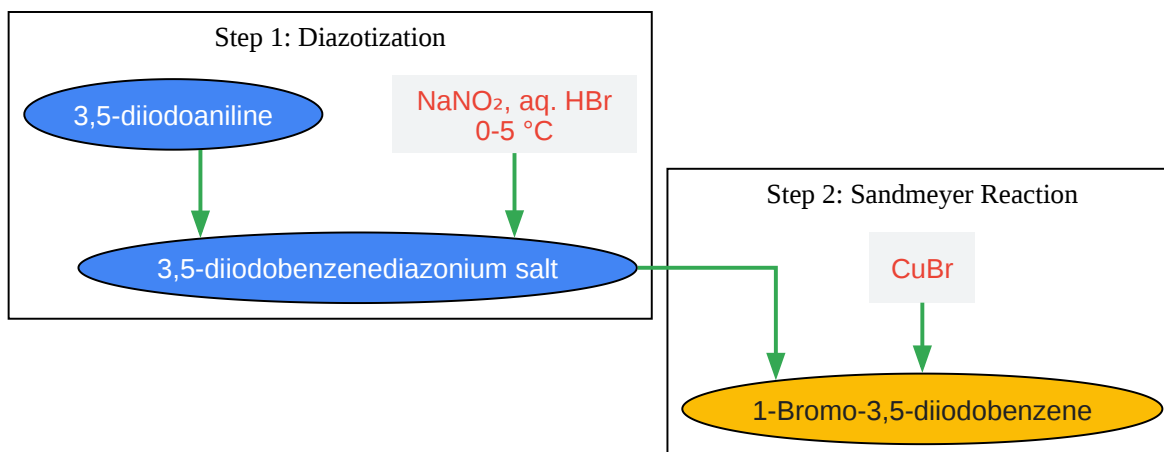 Step 1: Diazotization
3,5-diiodoaniline
NaNO₂, aq. HBr
0-5 °C
3,5-diiodobenzenediazonium salt
Step 2: Sandmeyer Reaction
CuBr
1-Bromo-3,5-diiodobenzene